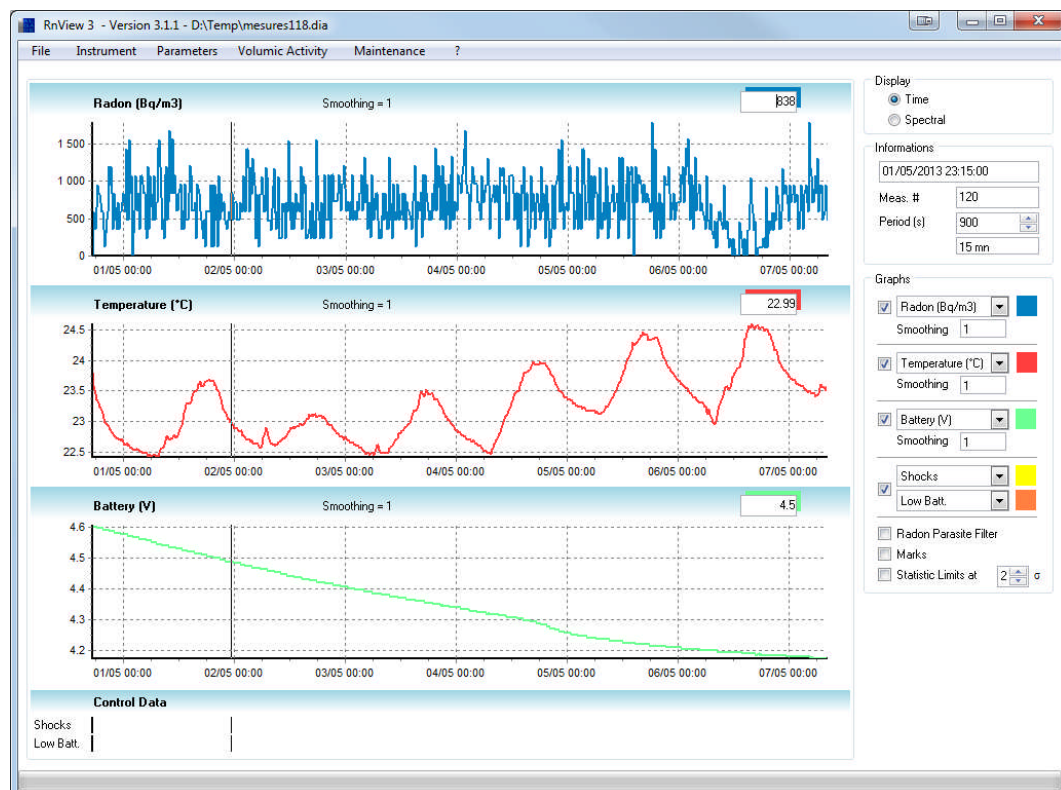 RnView 3 - Version 3.1.1 - D:\Temp\mesures118.dia
File Instrument Parameters Volumic Activity Maintenance ?
Radon (Bq/m3) Smoothing = 1 838
1 500
1 000
500
0
01/05 00:00 02/05 00:00 03/05 00:00 04/05 00:00 05/05 00:00 06/05 00:00 07/05 00:00
Temperature (°C) Smoothing = 1 22.99
24.5
24
23.5
23
22.5
01/05 00:00 02/05 00:00 03/05 00:00 04/05 00:00 05/05 00:00 06/05 00:00 07/05 00:00
Battery (V) Smoothing = 1 4.5
4.6
4.5
4.4
4.3
4.2
01/05 00:00 02/05 00:00 03/05 00:00 04/05 00:00 05/05 00:00 06/05 00:00 07/05 00:00
Control Data
Shocks
Low Batt.
Display
Time
Spectral
Informations
01/05/2013 23:15:00
Meas. # 120
Period (s) 900
15 mn
Graphs
Radon (Bq/m3)
Smoothing 1
Temperature (°C)
Smoothing 1
Battery (V)
Smoothing 1
Shocks
Low Batt.
Radon Parasite Filter
Marks
Statistic Limits at 2 σ